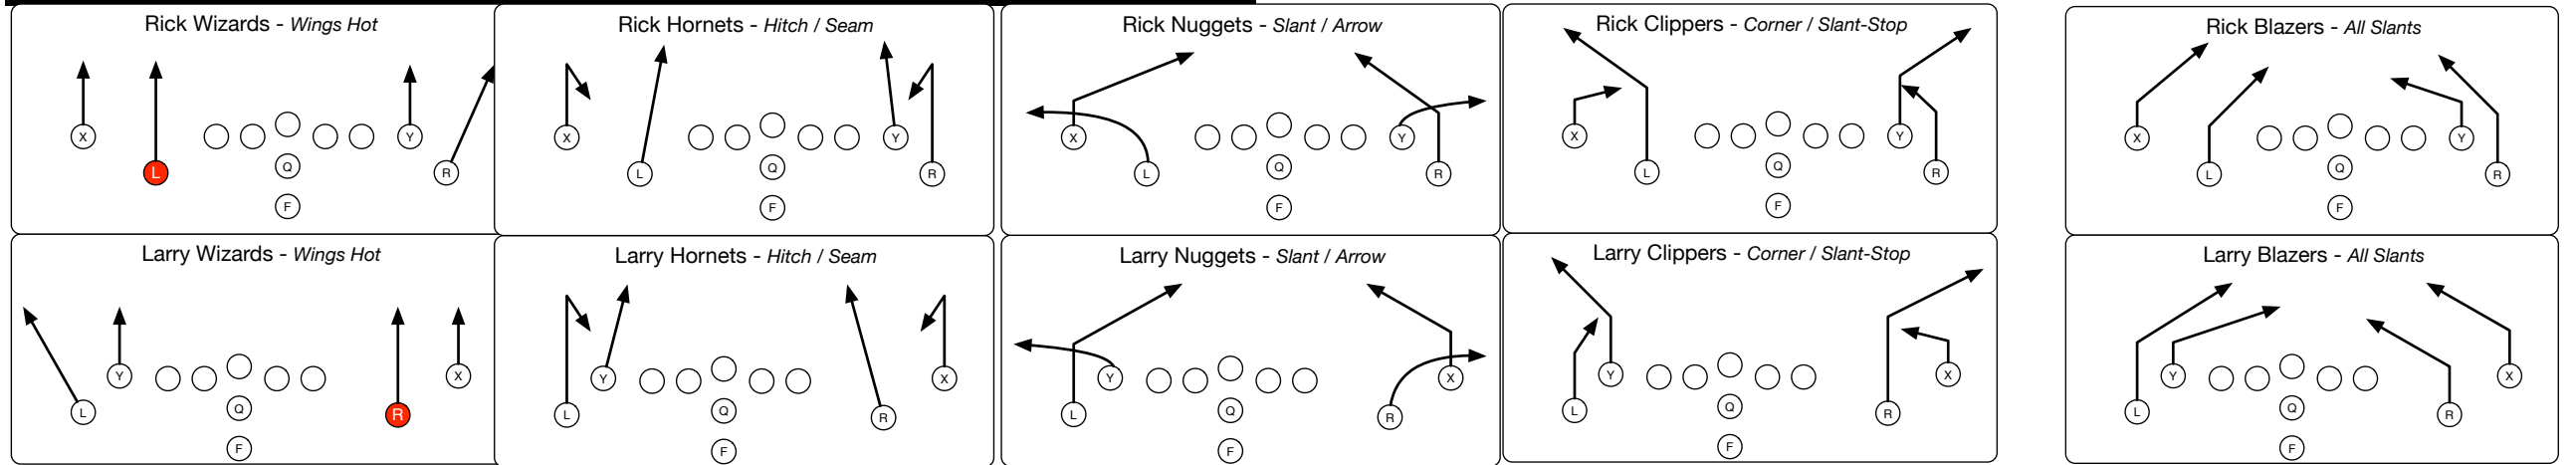 Rick Wizards - Wings Hot
X
L
Y
R
Q
F
Rick Hornets - Hitch / Seam
X
L
Y
R
Q
F
Rick Nuggets - Slant / Arrow
X
L
Y
R
Q
F
Rick Clippers - Corner / Slant-Stop
X
L
Y
R
Q
F
Rick Blazers - All Slants
X
L
Y
R
Q
F
Larry Wizards - Wings Hot
L
Y
R
X
Q
F
Larry Hornets - Hitch / Seam
L
Y
R
X
Q
F
Larry Nuggets - Slant / Arrow
L
Y
R
X
Q
F
Larry Clippers - Corner / Slant-Stop
L
Y
R
X
Q
F
Larry Blazers - All Slants
L
Y
R
X
Q
F